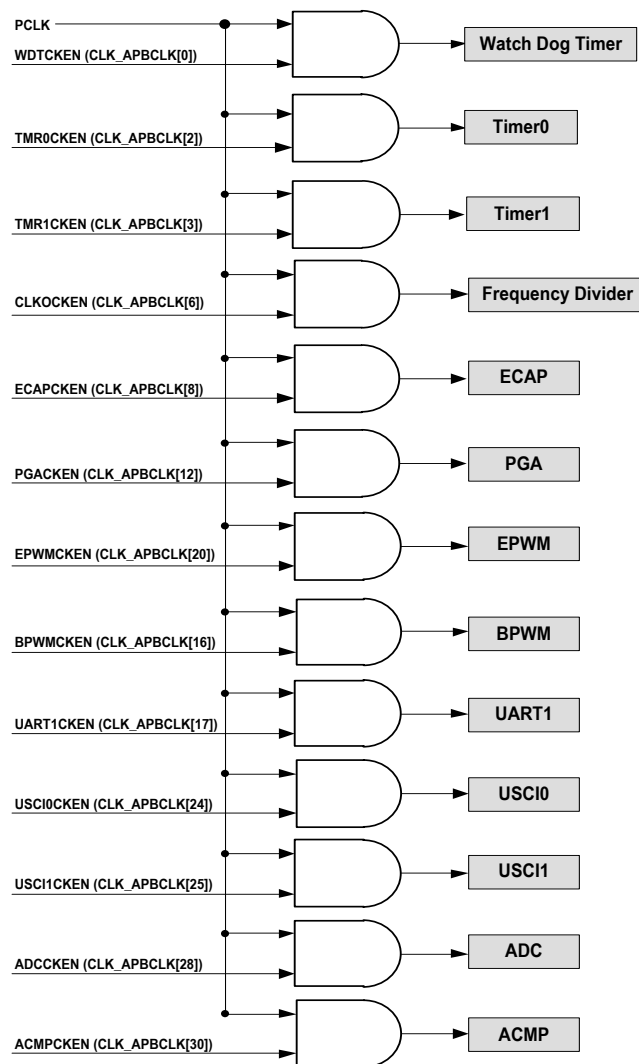 PCLK
WDTCKEN (CLK_APBCLK[0])
Watch Dog Timer
TMR0CKEN (CLK_APBCLK[2])
Timer0
TMR1CKEN (CLK_APBCLK[3])
Timer1
CLKOCKEN (CLK_APBCLK[6])
Frequency Divider
ECAPCKEN (CLK_APBCLK[8])
ECAP
PGACKEN (CLK_APBCLK[12])
PGA
EPWMCKEN (CLK_APBCLK[20])
EPWM
BPWMCKEN (CLK_APBCLK[16])
BPWM
UART1CKEN (CLK_APBCLK[17])
UART1
USCI0CKEN (CLK_APBCLK[24])
USCI0
USCI1CKEN (CLK_APBCLK[25])
USCI1
ADCCKEN (CLK_APBCLK[28])
ADC
ACMPCKEN (CLK_APBCLK[30])
ACMP